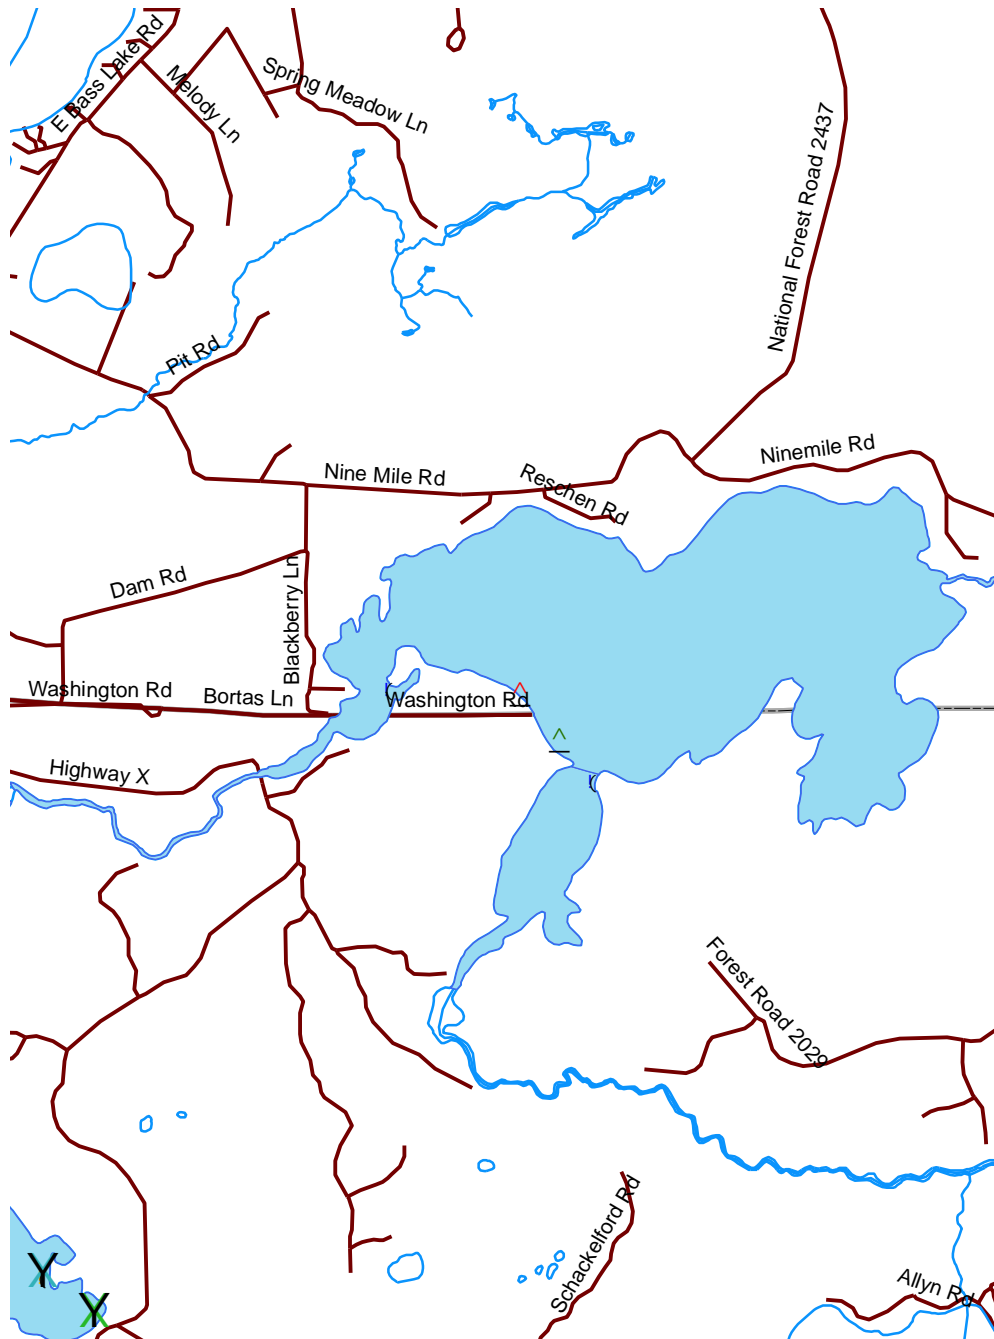 E Bass Lake Rd
Melody Ln
Spring Meadow Ln
National Forest Road 2437
Pit Rd
Nine Mile Rd
Reschen Rd
Ninemile Rd
Dam Rd
Blackberry Ln
Washington Rd
Bortas Ln
Washington Rd
Highway X
Forest Road 2029
Schackelford Rd
Allyn Rd